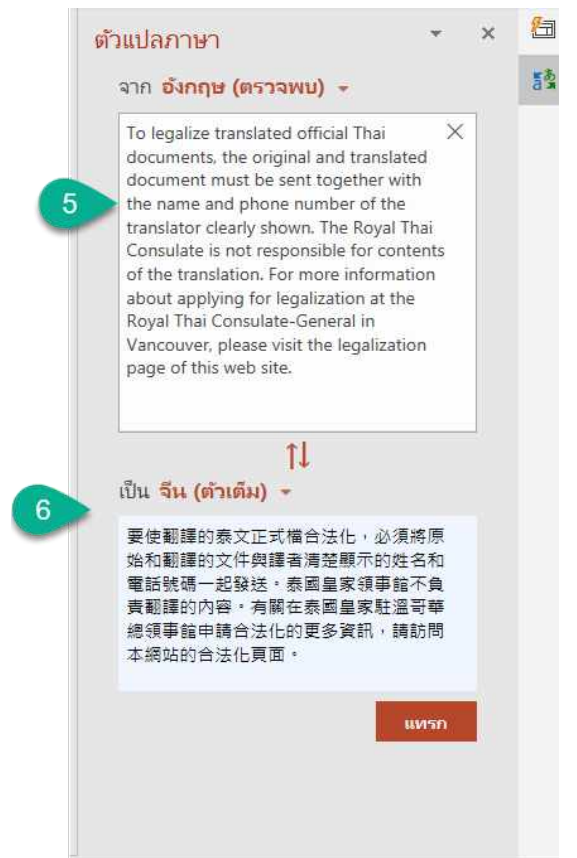 ตัวแปลภาษา
จาก อังกฤษ (ตรวจพบ)
To legalize translated official Thai
documents, the original and translated
document must be sent together with
5
the name and phone number of the
translator clearly shown. The Royal Thai
Consulate is not responsible for contents
of the translation. For more information
about applying for legalization at the
Royal Thai Consulate-General in
Vancouver, please visit the legalization
page of this web site.
เป็น จีน (ตัวเต็ม)
6
要使翻譯的泰文正式檔合法化，必須將原
始和翻譯的文件與譯者清楚顯示的姓名和
電話號碼一起發送。泰國皇家領事館不負
責翻譯的內容。有關在泰國皇家駐溫哥華
總領事館申請合法化的更多資訊，請訪問
本網站的合法化頁面。
แทรก